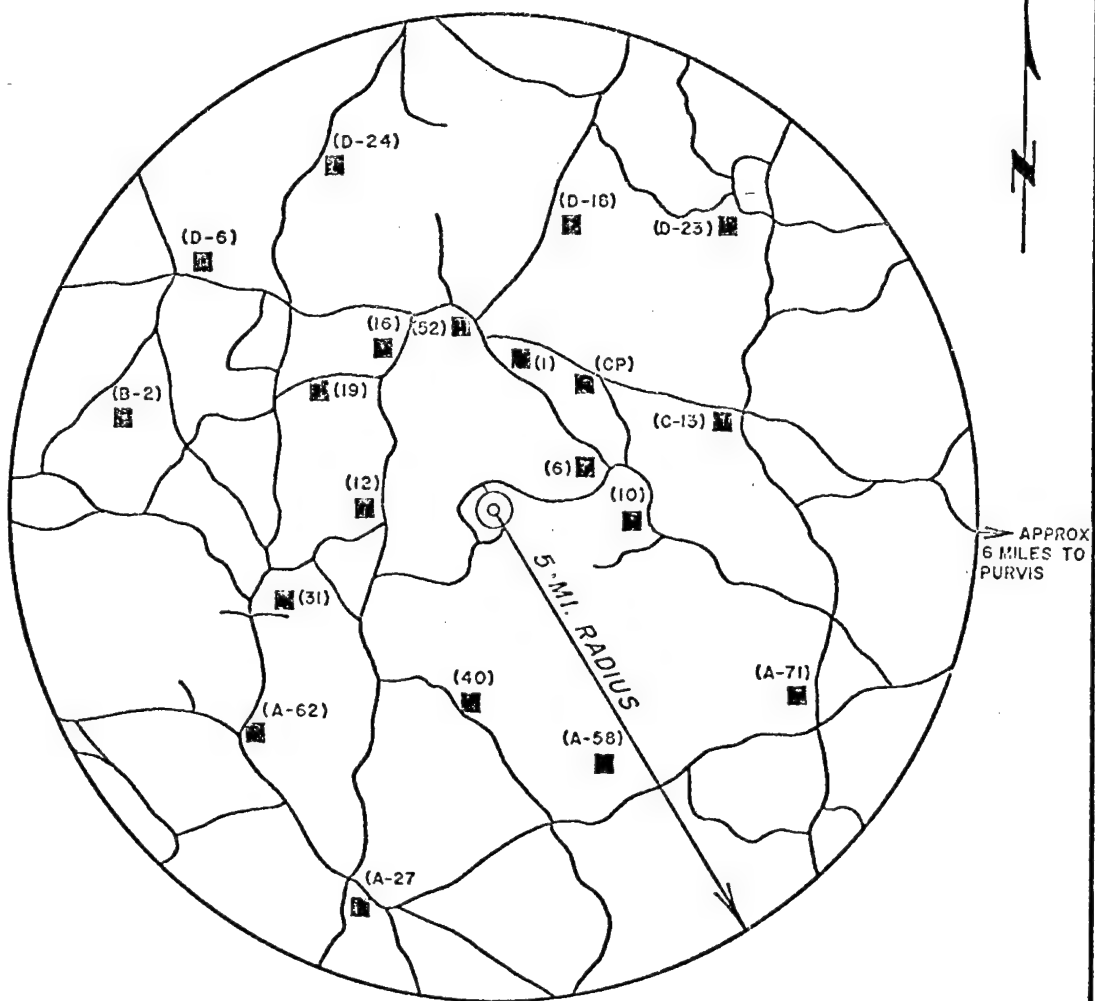 N
(D-24)
(D-18)
(D-23)
(D-6)
(16)
(52)
(1)
(CP)
(B-2)
(19)
(C-13)
(6)
(12)
(10)
APPROX
6 MILES TO
PURVIS
5 MI. RADIUS
(31)
(40)
(A-71)
(A-62)
(A-58)
(A-27